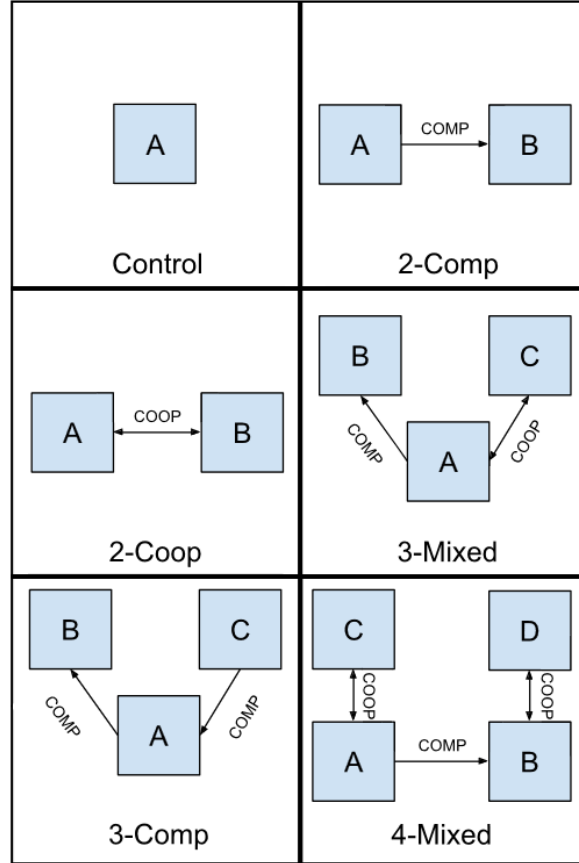 A
Control
A COMP B
2-Comp
A COOP B
2-Coop
B C
COMP COOP
A
3-Mixed
B C
COMP COMP
A
3-Comp
C D
COOP COOP
A COMP B
4-Mixed